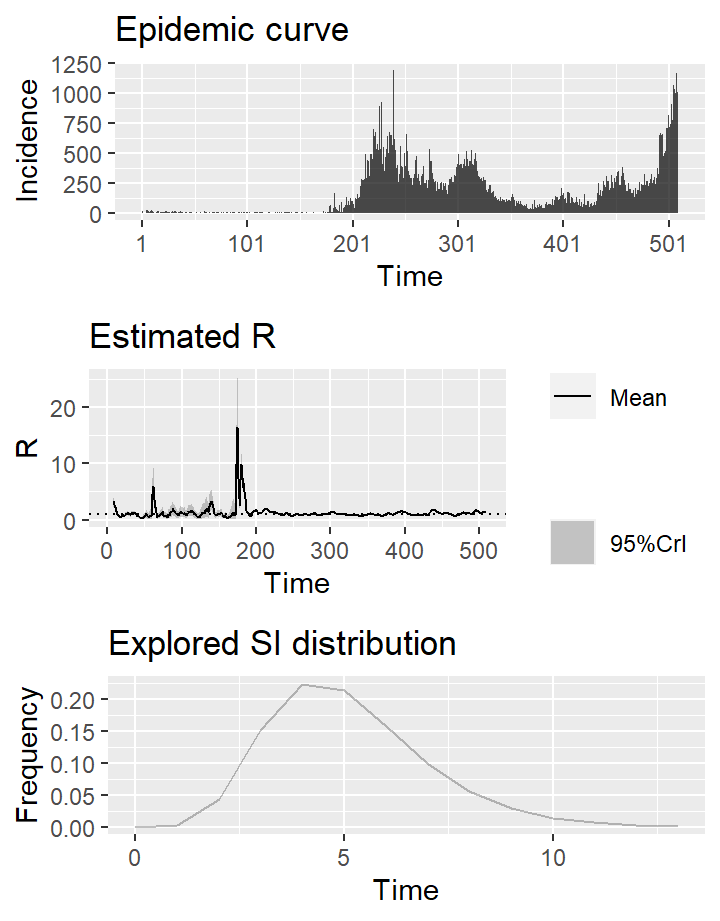 Epidemic curve
Incidence
1250
1000
750
500
250
0
1 101 201 301 401 501
Time
Estimated R
R
20
10
0
0 100 200 300 400 500
Time
Mean
95%CrI
Explored SI distribution
Frequency
0.20
0.15
0.10
0.05
0.00
0 5 10
Time